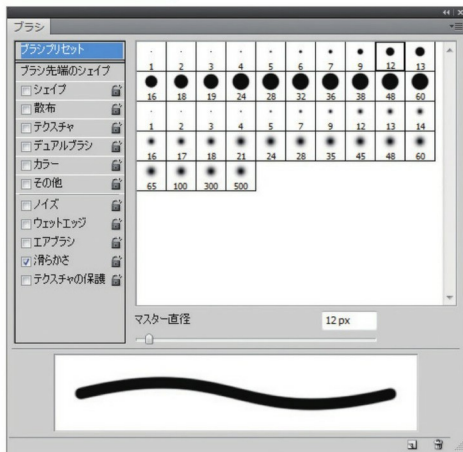 ブラシ
ブラシプリセット
ブラシ先端のシェイプ
シェイプ
散布
テクスチャ
デュアルブラシ
カラー
その他
ノイズ
ウェットエッジ
エアブラシ
滑らかさ
テクスチャの保護
1 2 3 4 5 6 7 9 12 13
16 18 19 24 28 32 36 38 48 60
1 2 3 4 5 6 7 9 12 13 14
16 17 18 21 24 28 35 45 48 60
65 100 300 500
マスター直径 12 px